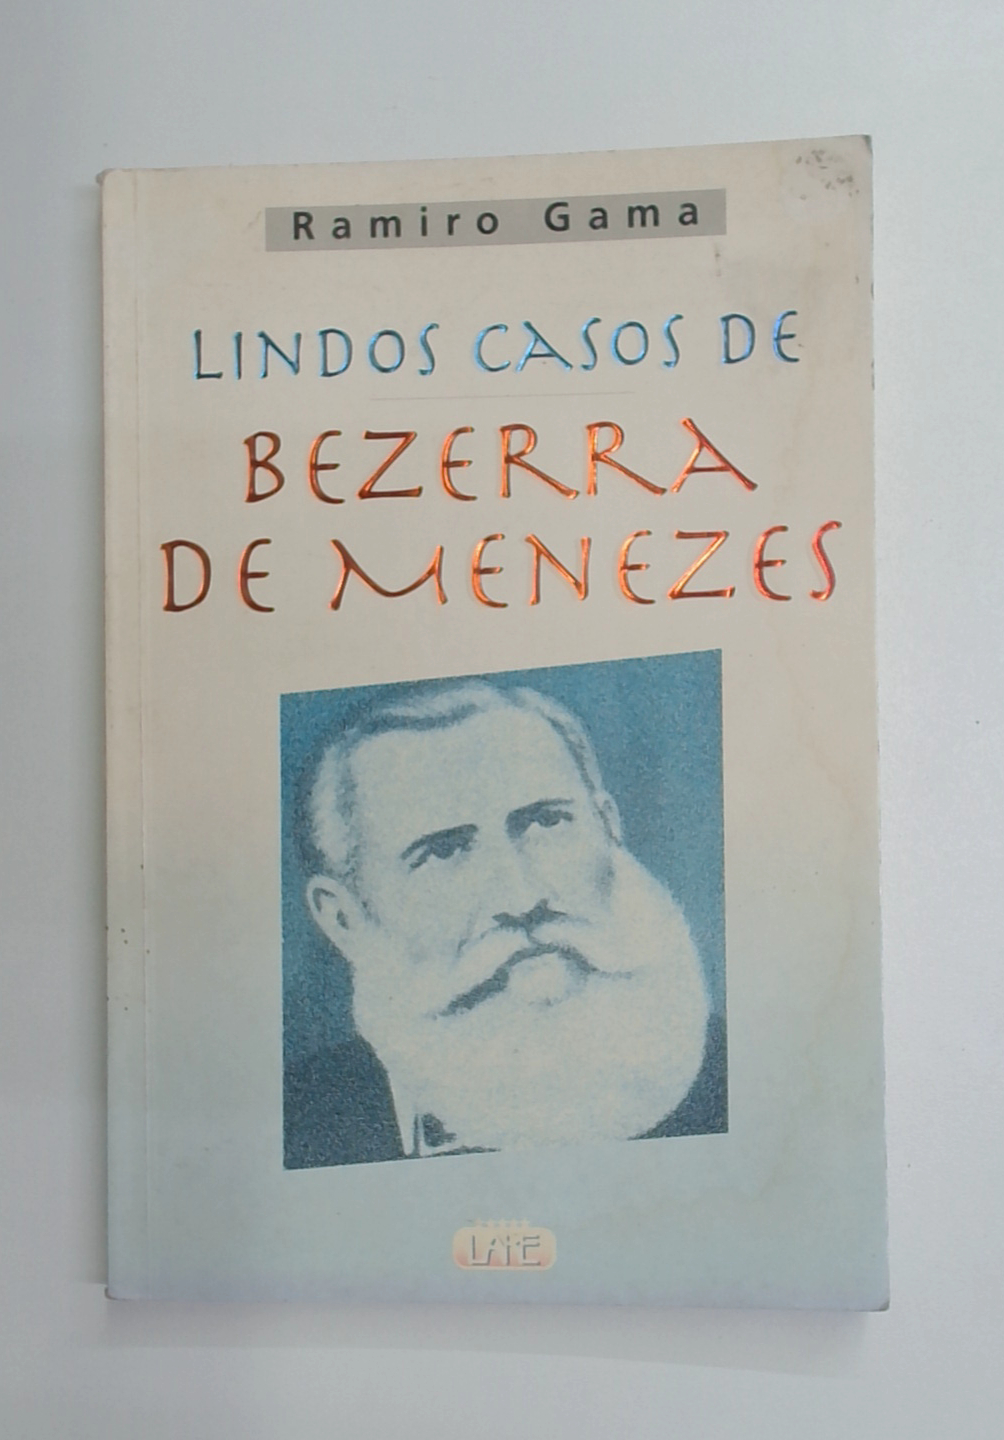 Ramiro Gama
LINDOS CASOS DE
BEZERRA
DE MENEZES
LAKE